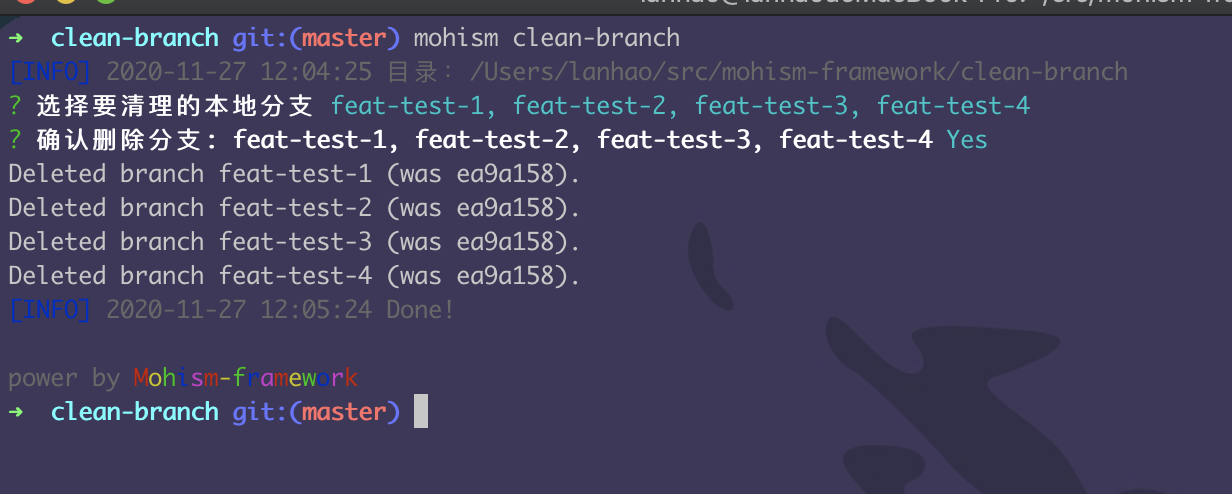 ➜ clean-branch git:(master) mohism clean-branch
[INFO] 2020-11-27 12:04:25 目录: /Users/lanhao/src/mohism-framework/clean-branch
? 选择要清理的本地分支 feat-test-1, feat-test-2, feat-test-3, feat-test-4
? 确认删除分支: feat-test-1, feat-test-2, feat-test-3, feat-test-4 Yes
Deleted branch feat-test-1 (was ea9a158).
Deleted branch feat-test-2 (was ea9a158).
Deleted branch feat-test-3 (was ea9a158).
Deleted branch feat-test-4 (was ea9a158).
[INFO] 2020-11-27 12:05:24 Done!
power by Mohism-framework
➜ clean-branch git:(master)